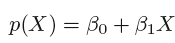 p(X) = β₀ + β₁X